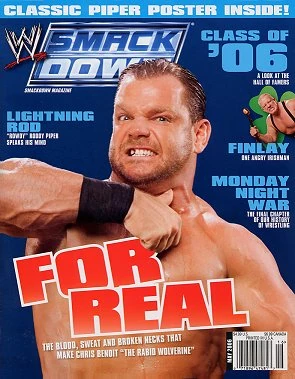 CLASSIC PIPER POSTER INSIDE!
W
SMACK
DOWN
SMACKDOWN MAGAZINE
CLASS OF
'06
A LOOK AT THE
HALL OF FAMERS
LIGHTNING
ROD
"ROWDY" RODDY PIPER
SPEAKS HIS MIND
FINLAY
ONE ANGRY IRISHMAN
MONDAY
NIGHT
WAR
THE FINAL CHAPTER
OF OUR HISTORY OF
WRESTLING
FOR
REAL
THE BLOOD, SWEAT AND BROKEN NECKS THAT
MAKE CHRIS BENOIT "THE RABID WOLVERINE"
PRINTED IN U.S.A.
MAY 2006